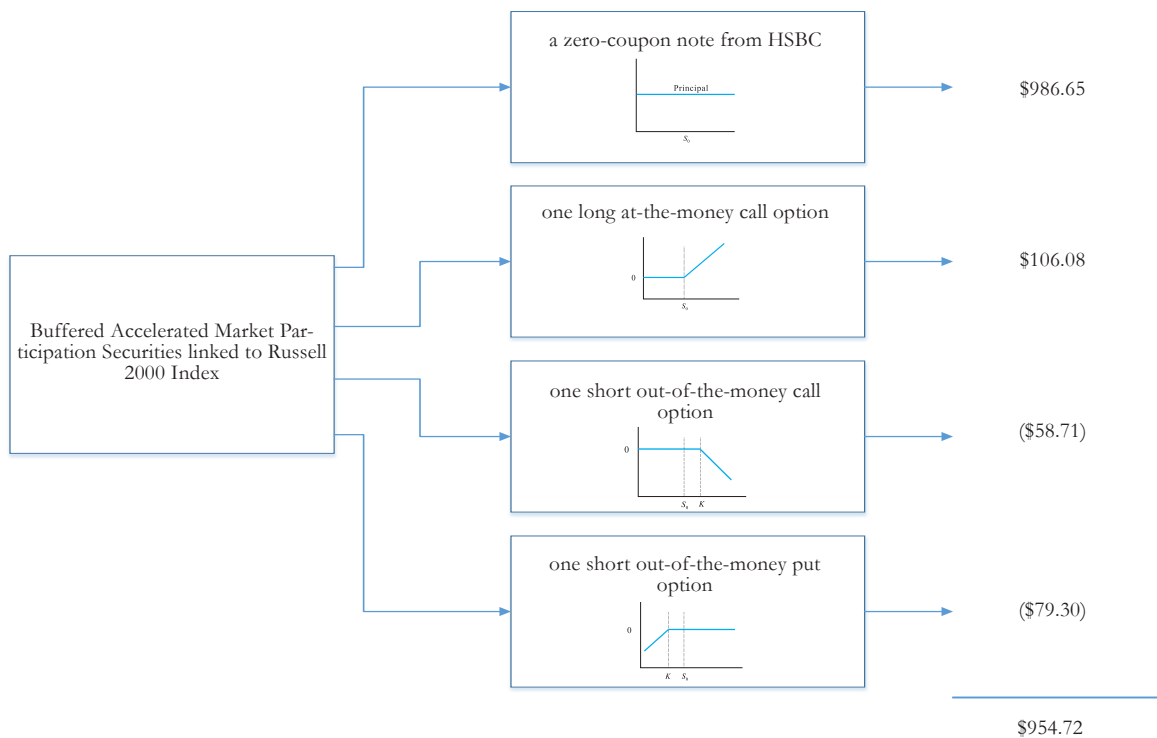 a zero-coupon note from HSBC
Principal
S₀
$986.65
one long at-the-money call option
0
S₀
$106.08
Buffered Accelerated Market Par-
ticipation Securities linked to Russell
2000 Index
one short out-of-the-money call
option
0
S₀ K
($58.71)
one short out-of-the-money put
option
0
K S₀
($79.30)
$954.72